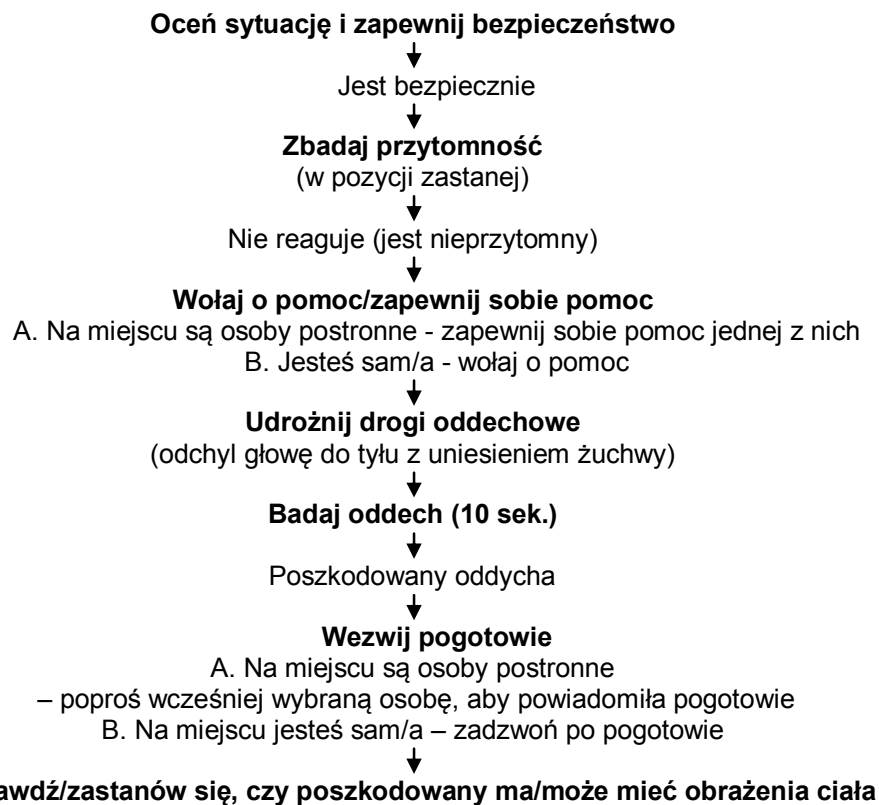 Oceń sytuację i zapewnij bezpieczeństwo
Jest bezpiecznie
Zbadaj przytomność
(w pozycji zastanej)
Nie reaguje (jest nieprzytomny)
Wołaj o pomoc/zapewnij sobie pomoc
A. Na miejscu są osoby postronne - zapewnij sobie pomoc jednej z nich
B. Jesteś sam/a - wołaj o pomoc
Udrożnij drogi oddechowe
(odchyl głowę do tyłu z uniesieniem żuchwy)
Badaj oddech (10 sek.)
Poszkodowany oddycha
Wezwij pogotowie
A. Na miejscu są osoby postronne
– poproś wcześniej wybraną osobę, aby powiadomiła pogotowie
B. Na miejscu jesteś sam/a – zadzwoń po pogotowie
awdź/zastanów się, czy poszkodowany ma/może mieć obrażenia ciała